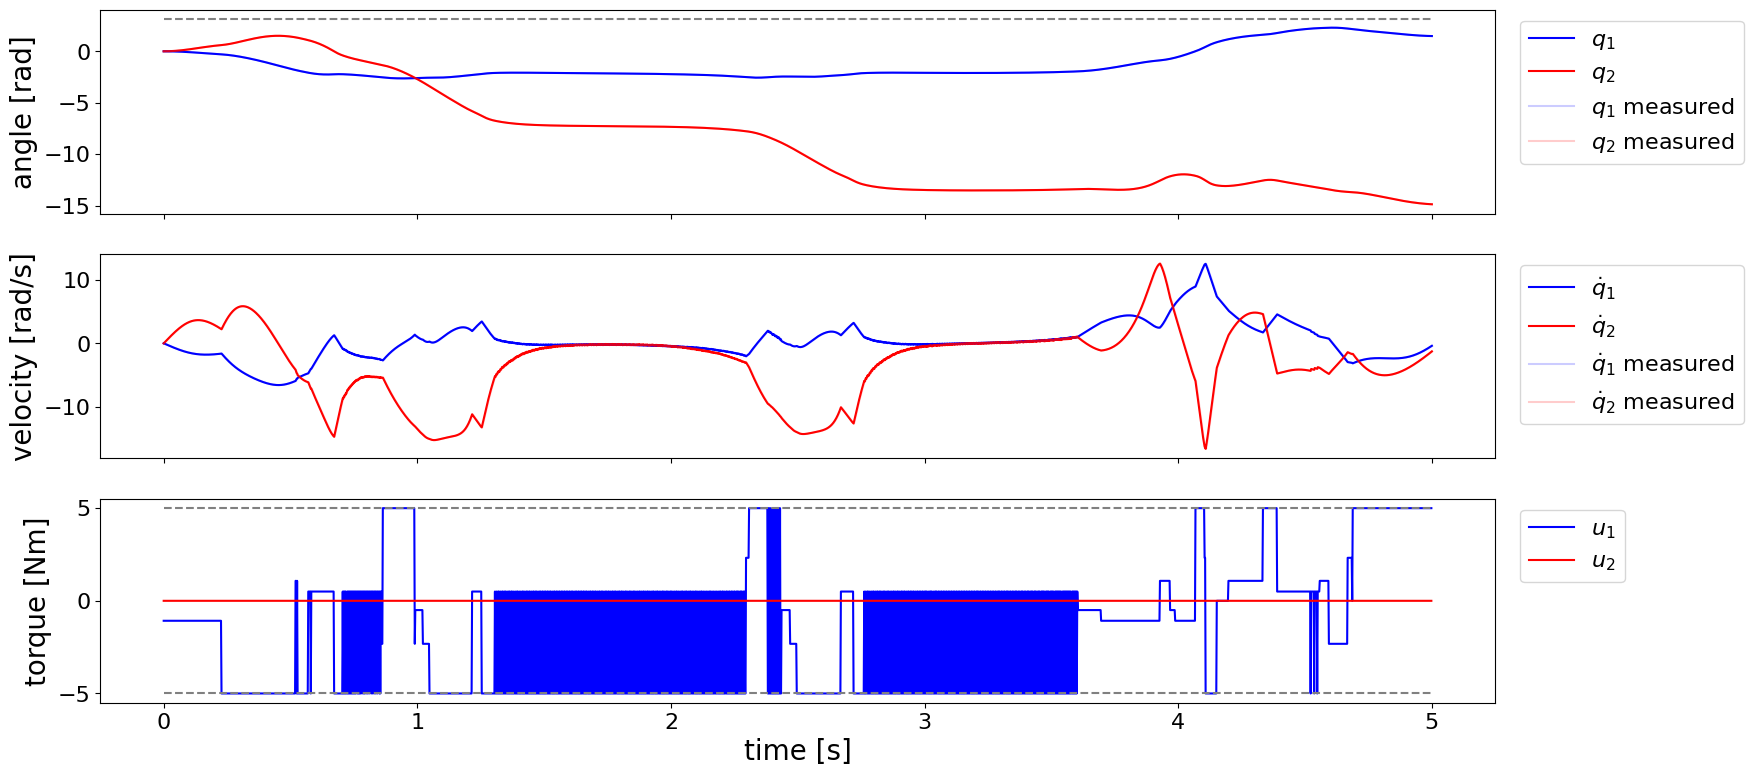 angle [rad]
0
−5
−10
−15
q₁
q₂
q₁ measured
q₂ measured
velocity [rad/s]
10
0
−10
q̇₁
q̇₂
q̇₁ measured
q̇₂ measured
torque [Nm]
5
0
−5
u₁
u₂
0 1 2 3 4 5
time [s]